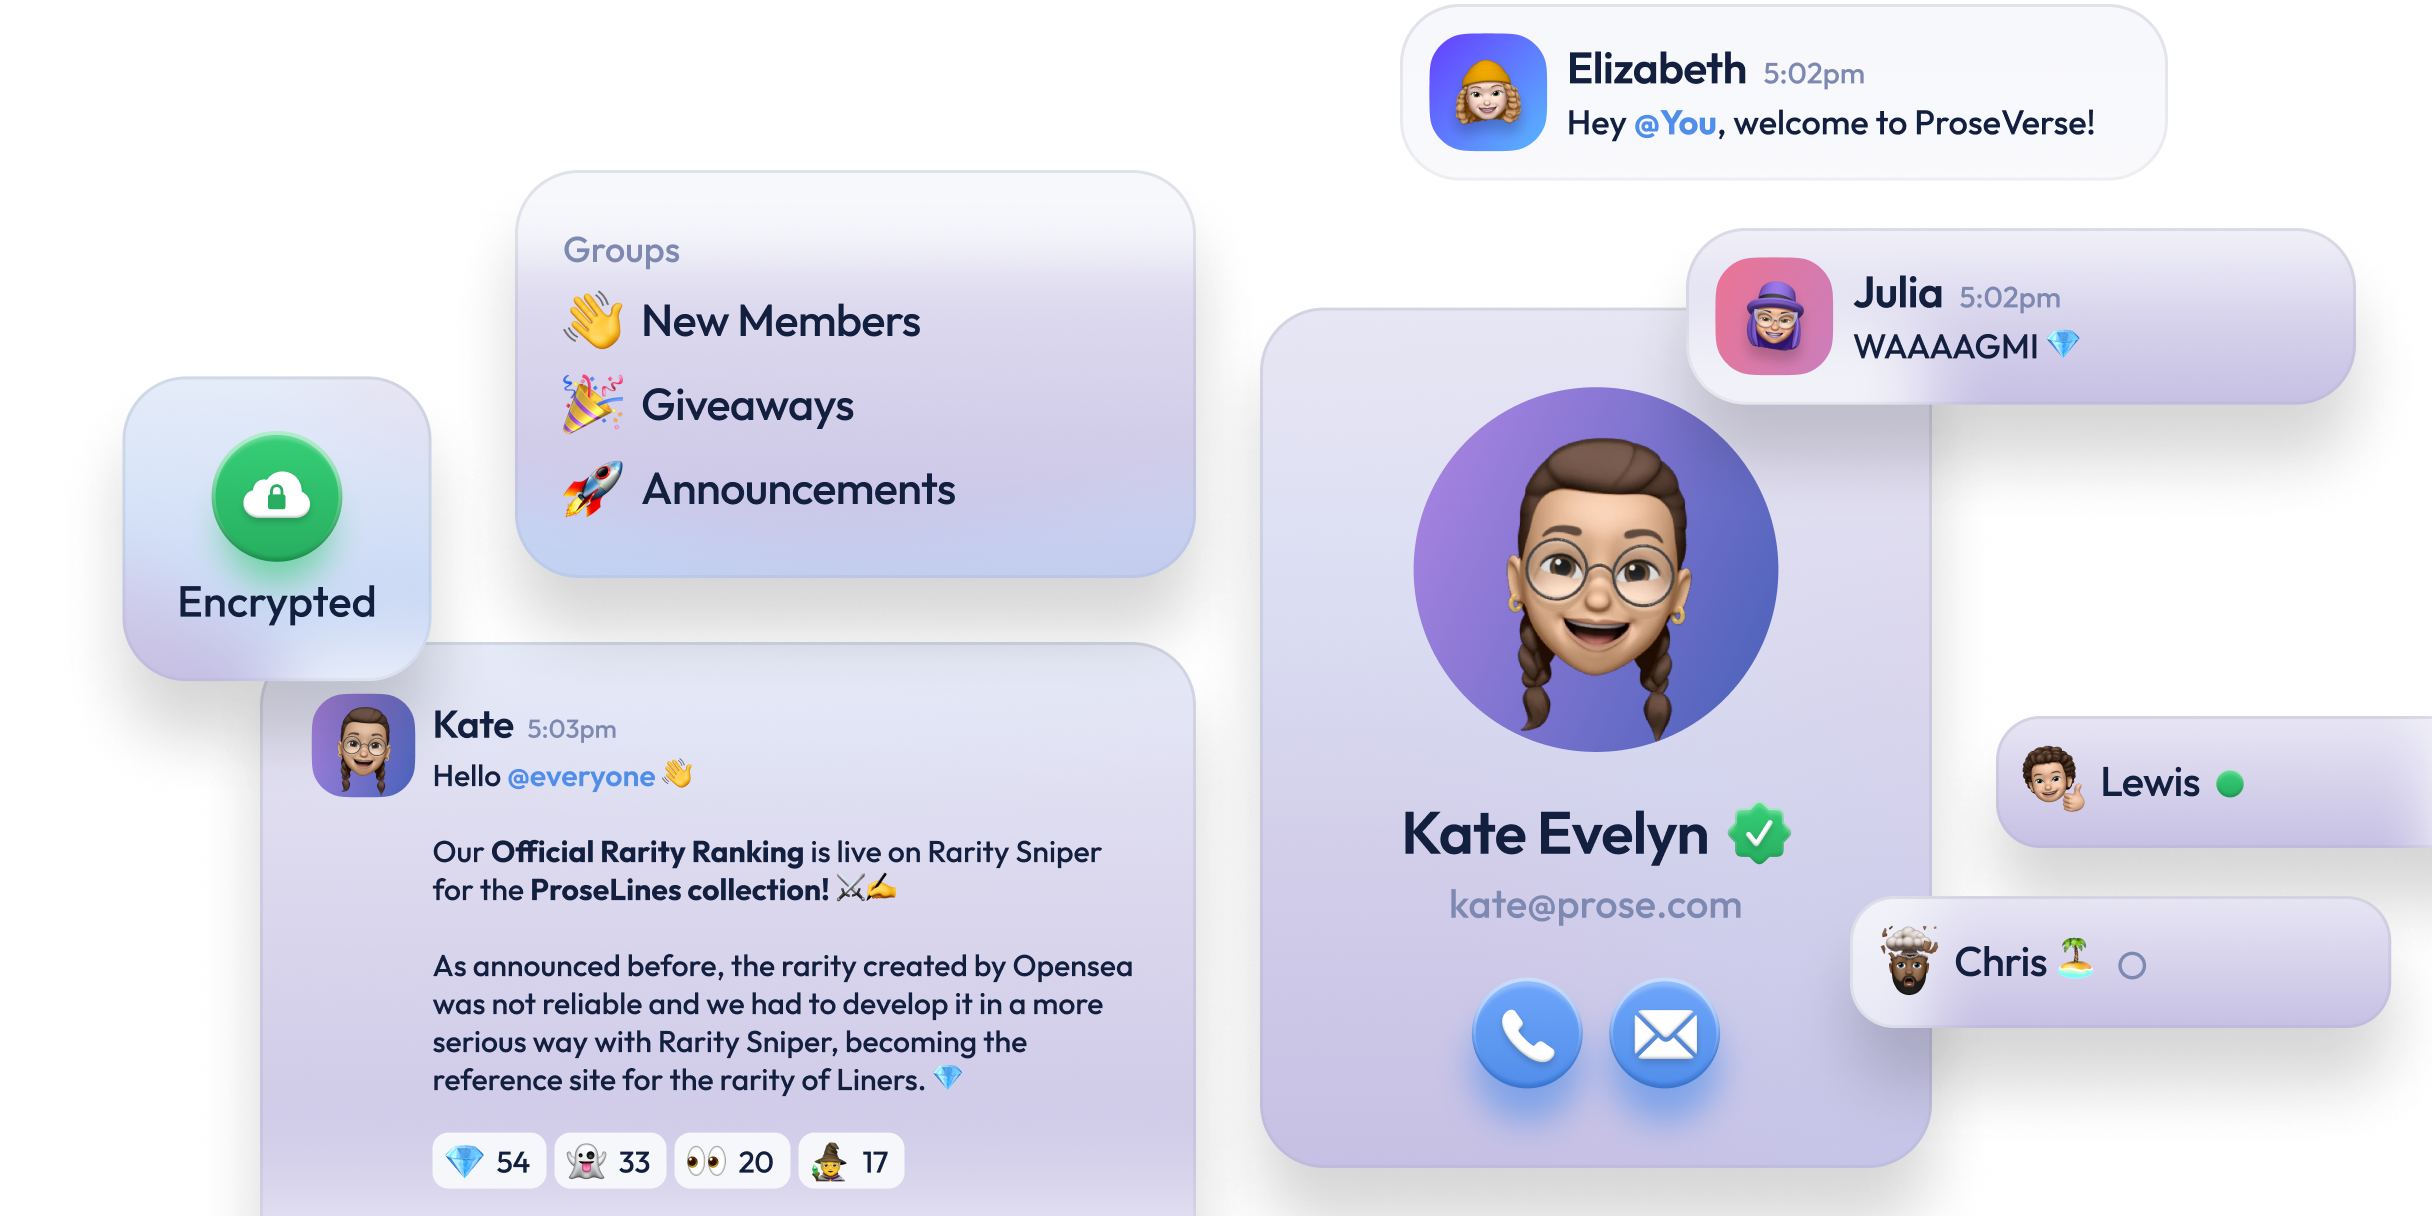 Elizabeth 5:02pm
Hey @You, welcome to ProseVerse!
Groups
👋 New Members
🎉 Giveaways
🚀 Announcements
Julia 5:02pm
WAAAAGMI 💎
Encrypted
Kate 5:03pm
Hello @everyone 👋
Our Official Rarity Ranking is live on Rarity Sniper
for the ProseLines collection! ⚔️✍️
As announced before, the rarity created by Opensea
was not reliable and we had to develop it in a more
serious way with Rarity Sniper, becoming the
reference site for the rarity of Liners. 💎
💎 54 👻 33 👀 20 🧙 17
Kate Evelyn
kate@prose.com
Lewis
Chris 🏝️